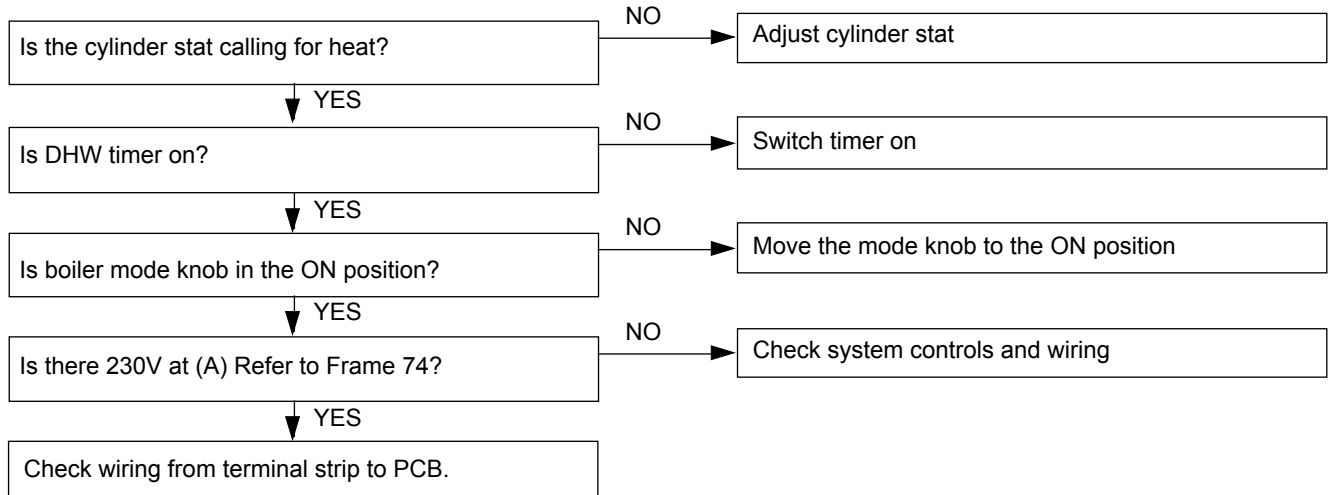 Is the cylinder stat calling for heat?
NO
Adjust cylinder stat
YES
Is DHW timer on?
NO
Switch timer on
YES
Is boiler mode knob in the ON position?
NO
Move the mode knob to the ON position
YES
Is there 230V at (A) Refer to Frame 74?
NO
Check system controls and wiring
YES
Check wiring from terminal strip to PCB.